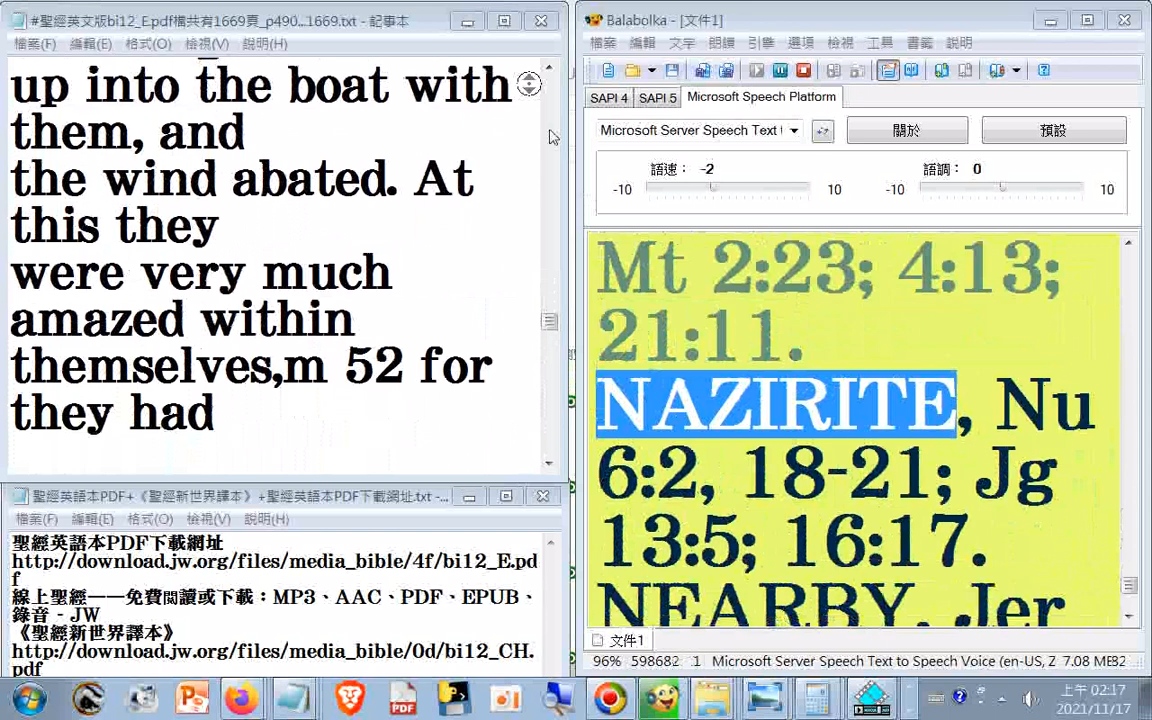 #聖經英文版bi12_E.pdf檔共有1669頁_p490...1669.txt - 記事本
檔案(F) 編輯(E) 格式(O) 檢視(V) 說明(H)
up into the boat with
them, and
the wind abated. At
this they
were very much
amazed within
themselves,m 52 for
they had
聖經英語本PDF+《聖經新世界譯本》+聖經英語本PDF下載網址.txt - ...
檔案(F) 編輯(E) 格式(O) 檢視(V) 說明(H)
聖經英語本PDF下載網址
http://download.jw.org/files/media_bible/4f/bi12_E.pd
f
線上聖經——免費閱讀或下載：MP3、AAC、PDF、EPUB、
錄音 - JW
《聖經新世界譯本》
http://download.jw.org/files/media_bible/0d/bi12_CH.
pdf
Balabolka - [文件1]
檔案 編輯 文字 朗讀 引擎 選項 檢視 工具 書籤 說明
SAPI 4 SAPI 5 Microsoft Speech Platform
Microsoft Server Speech Text 關於 預設
語速： -2 語調： 0
-10 10 -10 10
Mt 2:23; 4:13;
21:11.
NAZIRITE, Nu
6:2, 18-21; Jg
13:5; 16:17.
NEARBY, Jer
文件1
96% 598682 :1 Microsoft Server Speech Text to Speech Voice (en-US, Z 7.08 MB
上午 02:17
2021/11/17